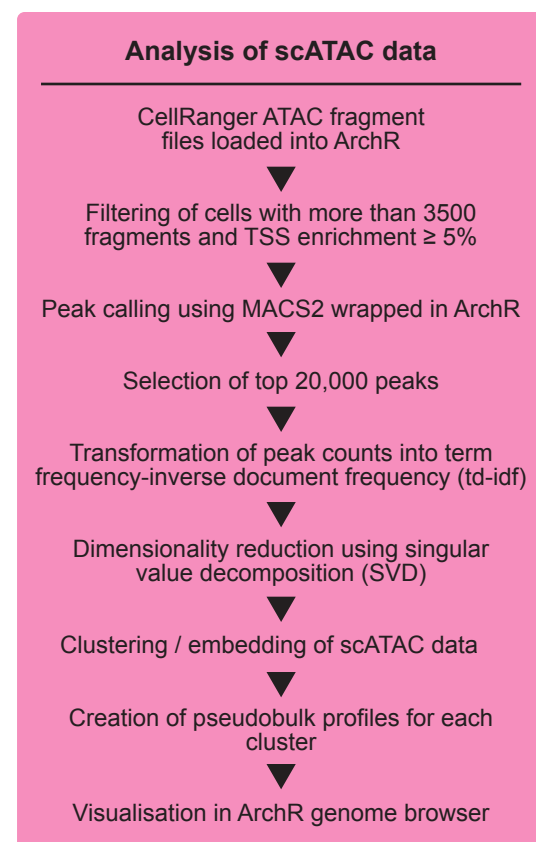 Analysis of scATAC data
CellRanger ATAC fragment
files loaded into ArchR
Filtering of cells with more than 3500
fragments and TSS enrichment ≥ 5%
Peak calling using MACS2 wrapped in ArchR
Selection of top 20,000 peaks
Transformation of peak counts into term
frequency-inverse document frequency (td-idf)
Dimensionality reduction using singular
value decomposition (SVD)
Clustering / embedding of scATAC data
Creation of pseudobulk profiles for each
cluster
Visualisation in ArchR genome browser